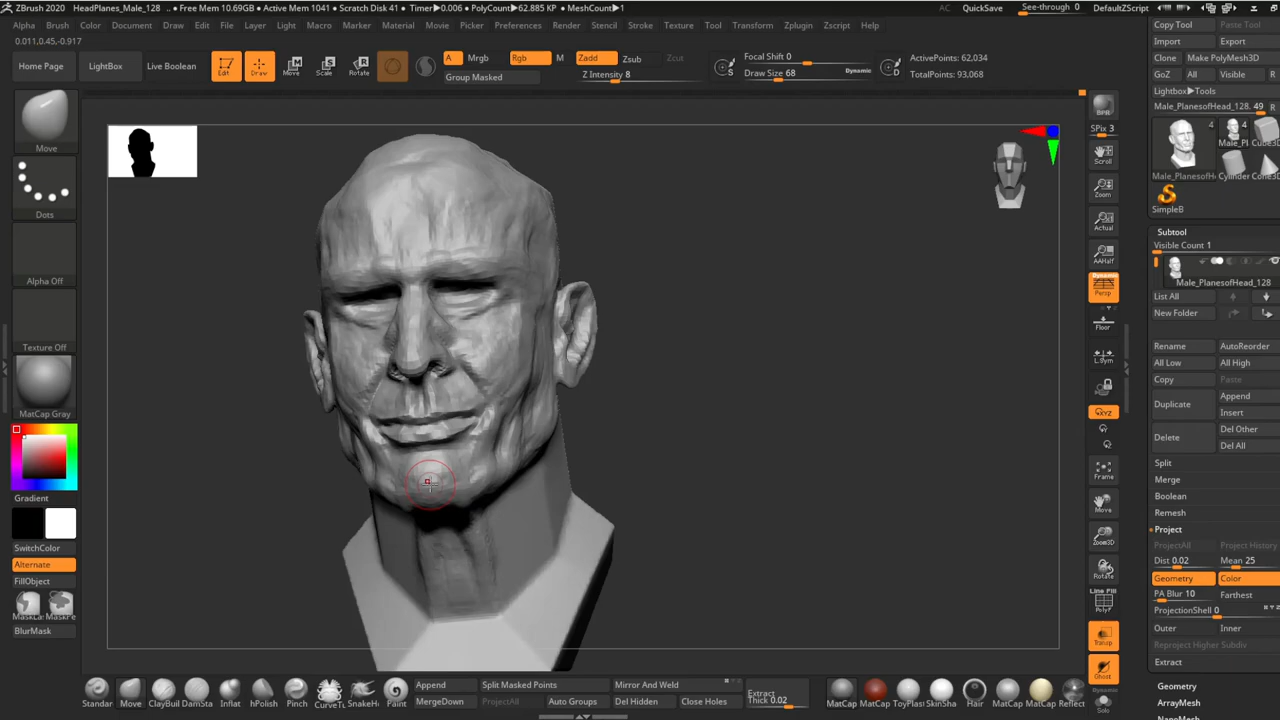 ZBrush 2020 HeadPlanes_Male_128 .. • Free Mem 10.69GB • Active Mem 1041 • Scratch Disk 41 • Timer▶0.006 • PolyCount▶62.885 KP • MeshCount▶1
AC QuickSave See-through 0 DefaultZScript
Alpha Brush Color Document Draw Edit File Layer Light Macro Marker Material Movie Picture Preferences Render Stencil Stroke Texture Tool Transform Zplugin Zscript Help
0.011,0.45,-0.917
Home Page LightBox Live Boolean
Edit Draw Move Scale Rotate
A Mrgb Rgb M Zadd Zsub Zcut
Group Masked Z Intensity 8
Focal Shift 0
Draw Size 68 Dynamic
S D
ActivePoints: 62,034
TotalPoints: 93,068
Move
Dots
Alpha Off
Texture Off
MatCap Gray
Gradient
SwitchColor
Alternate
FillObject
BlurMask
BPR
SPix 3
Scroll
Zoom
Actual
AAHalf
Dynamic
Persp
Floor
L.Sym
Frame
Move
Zoom3D
Rotate
Line Fill
PolyF
Transp
Ghost
Dynamic
Solo
Copy Tool Paste Tool
Import Export
Clone Make PolyMesh3D
GoZ All Visible R
Lightbox▶Tools
Male_PlanesofHead_128. 49 R
4 4
Male_Pl Cube3D
Male_PlanesofH Cylinder Cone3D
SimpleB
Subtool
Visible Count 1
Male_PlanesofHead_128
List All
New Folder
Rename AutoReorder
All Low All High
Copy Paste
Duplicate Append
Insert
Delete Del Other
Del All
Split
Merge
Boolean
Remesh
Project
ProjectAll Project History
Dist 0.02 Mean 25
Geometry Color
PA Blur 10 Farthest
ProjectionShell 0
Outer Inner
Reproject Higher Subdiv
Extract
Geometry
ArrayMesh
Standar Move ClayBuil DamSta Inflat hPolish Pinch CurveTu SnakeH Paint
Append Split Masked Points Mirror And Weld
MergeDown ProjectAll Auto Groups Del Hidden Close Holes
Extract
Thick 0.02
MatCap MatCap ToyPlast SkinSha Hair MatCap MatCap Reflect